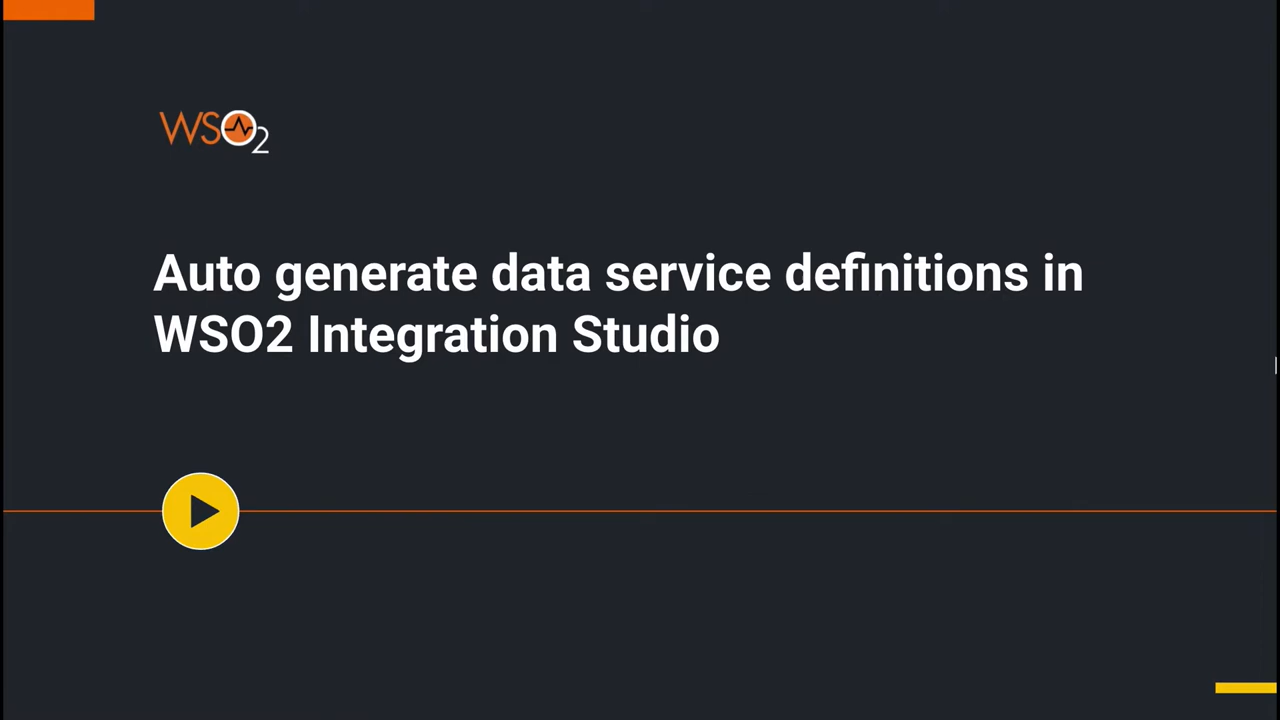 WSO2
Auto generate data service definitions in
WSO2 Integration Studio